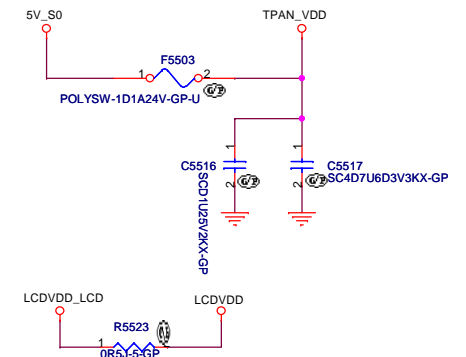 5V_S0 TPAN_VDD
F5503
1 2
G/P
POLYSW-1D1A24V-GP-U
1 1
C5516 C5517
2 G/P 2 G/P SC4D7U6D3V3KX-GP
SCD1U25V2KX-GP
LCDVDD_LCD LCDVDD
R5523
1
0R5J-5-GP